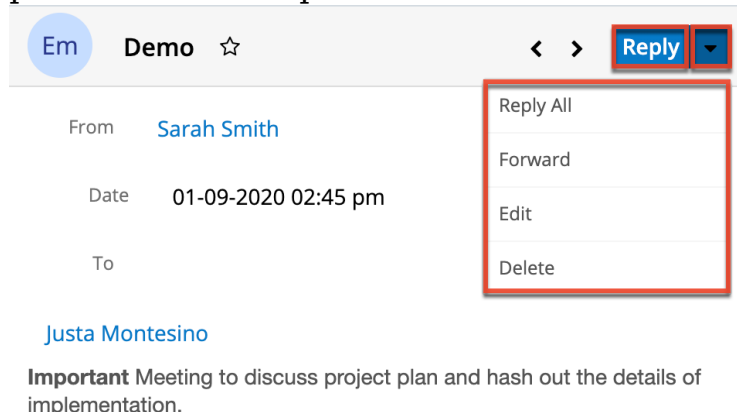 Em Demo Reply
Reply All
From Sarah Smith
Forward
Date 01-09-2020 02:45 pm
Edit
To
Delete
Justa Montesino
Important Meeting to discuss project plan and hash out the details of
implementation.